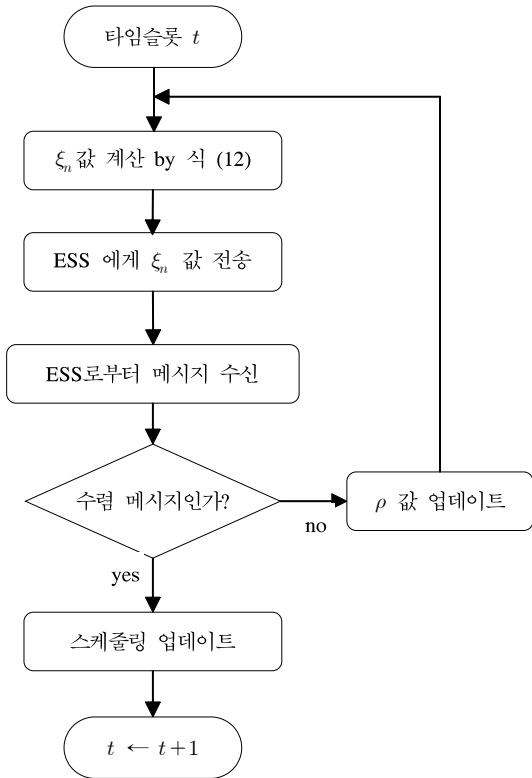 타임슬롯 t
ξₙ값 계산 by 식 (12)
ESS 에게 ξₙ 값 전송
ESS로부터 메시지 수신
수렴 메시지인가?
no
ρ 값 업데이트
yes
스케줄링 업데이트
t ← t+1